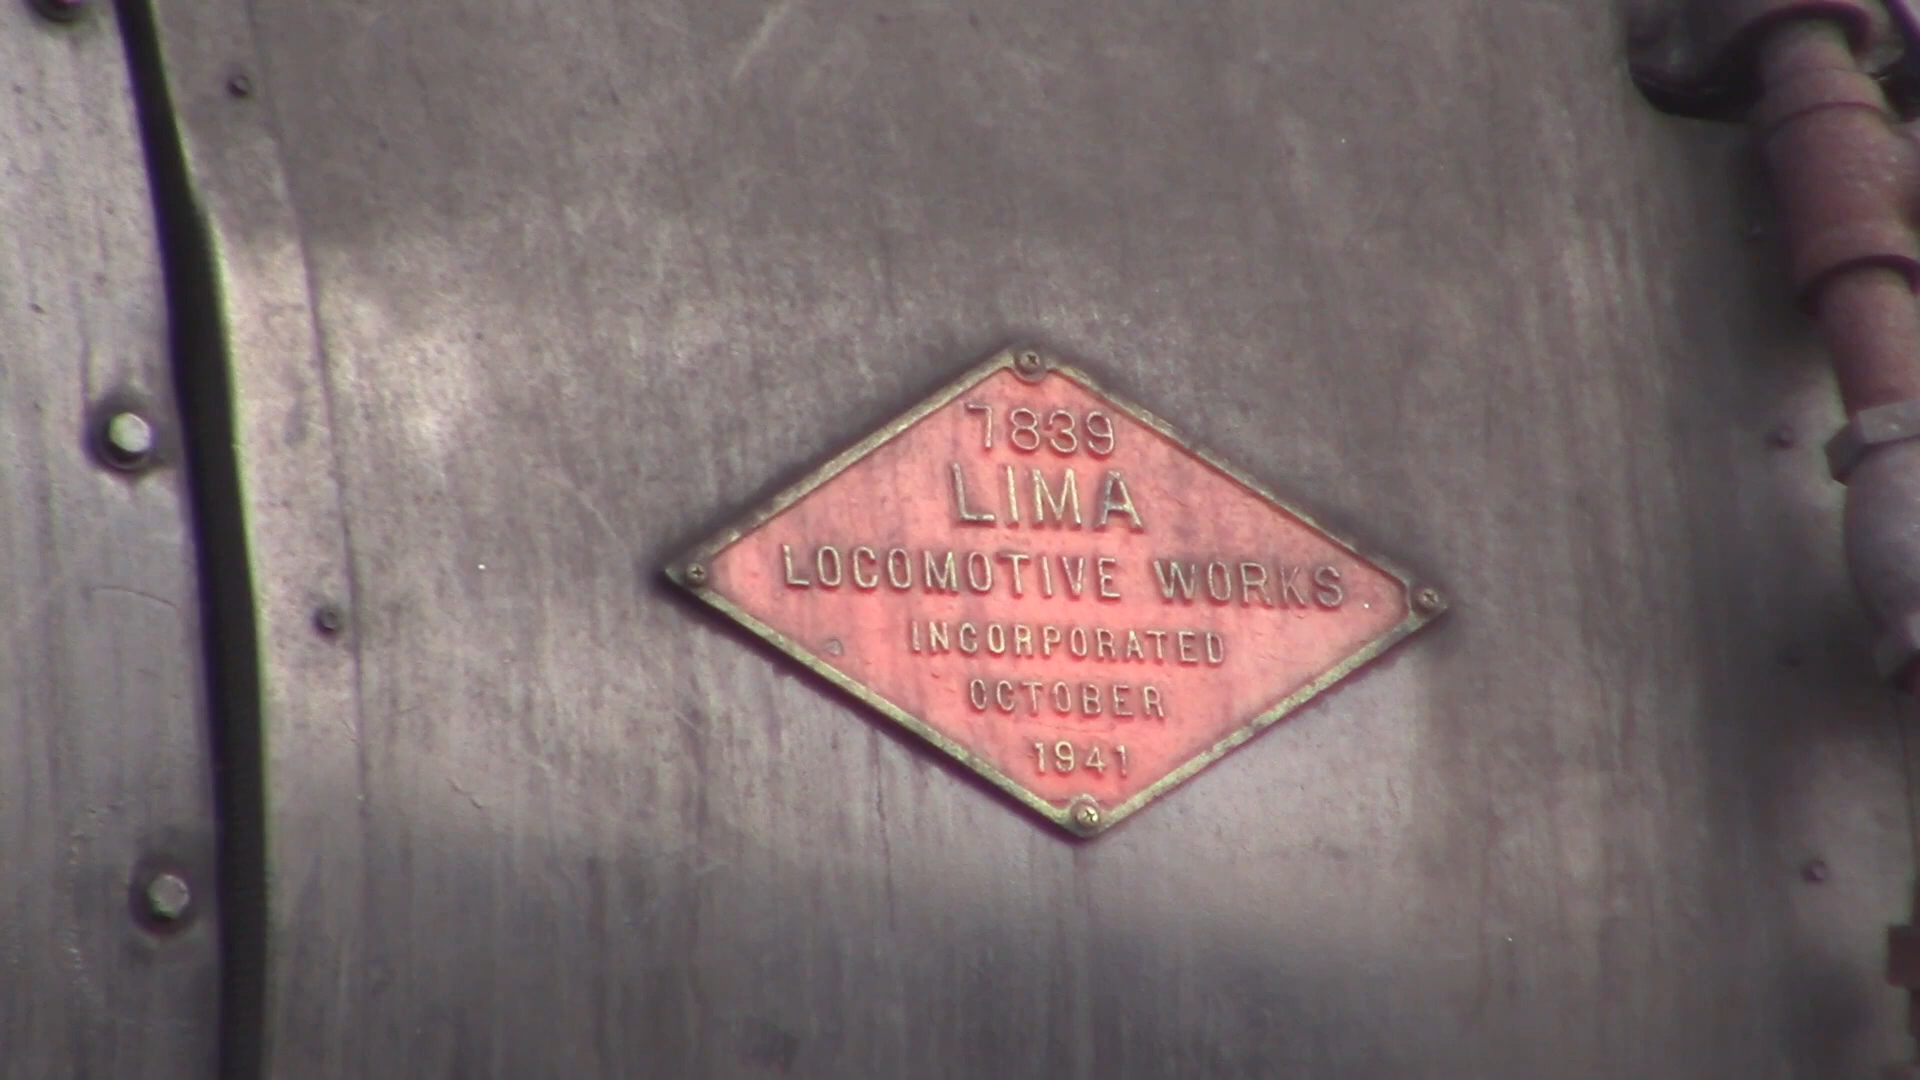 7839
LIMA
LOCOMOTIVE WORKS
INCORPORATED
OCTOBER
1941